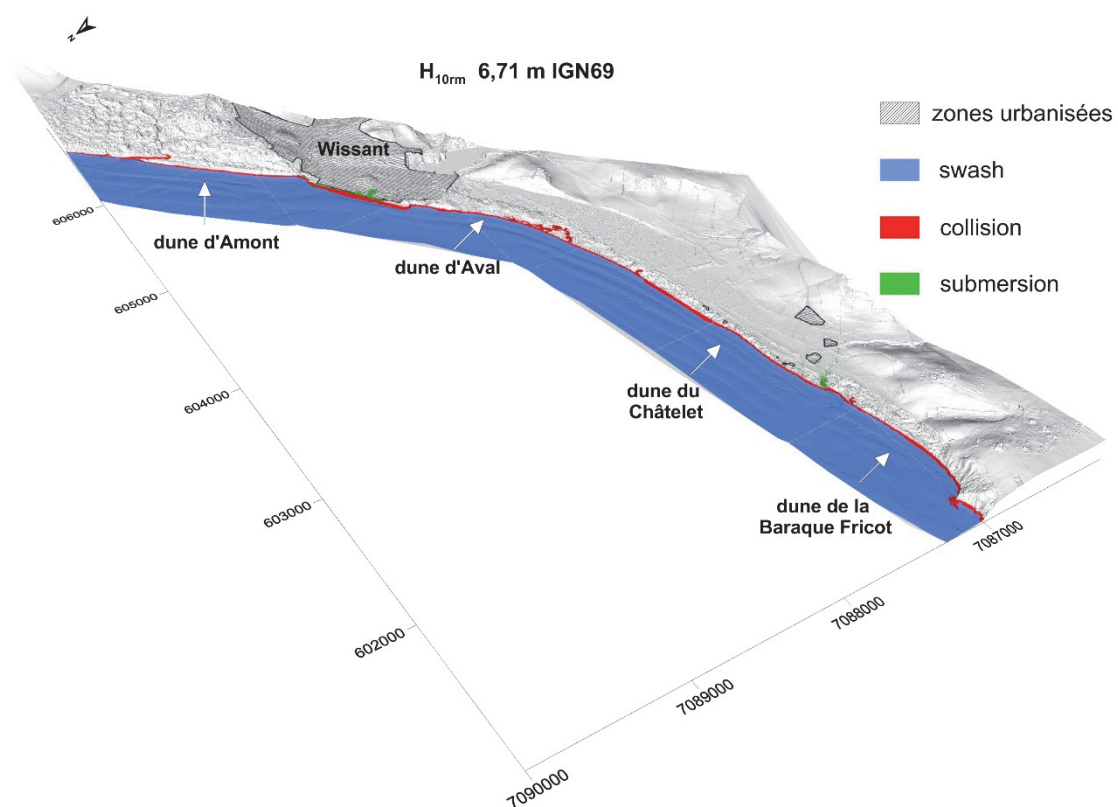 N
H10rm 6,71 m IGN69
zones urbanisées
swash
collision
submersion
Wissant
dune d'Amont
dune d'Aval
dune du
Châtelet
dune de la
Baraque Fricot
606000
605000
604000
603000
602000
7087000
7088000
7089000
7090000